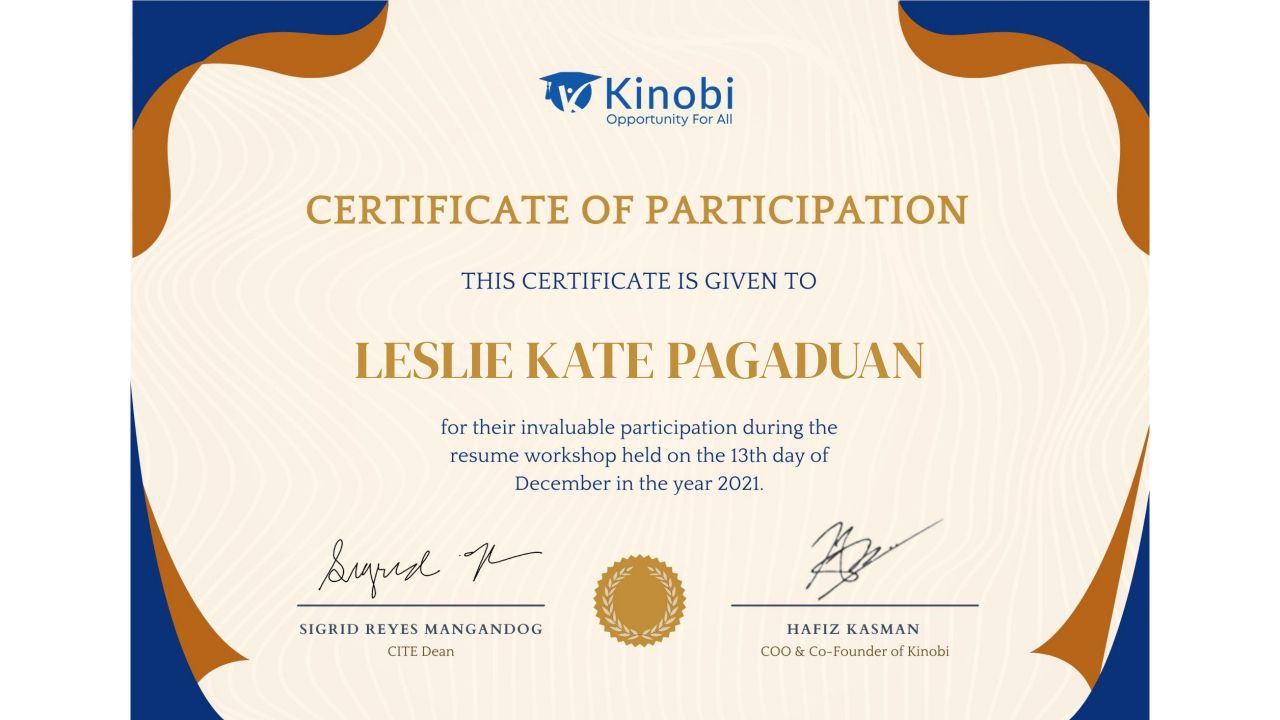 Kinobi
Opportunity For All
CERTIFICATE OF PARTICIPATION
THIS CERTIFICATE IS GIVEN TO
LESLIE KATE PAGADUAN
for their invaluable participation during the
resume workshop held on the 13th day of
December in the year 2021.
Sigrid
SIGRID REYES MANGANDOG
CITE Dean
HAFIZ KASMAN
COO & Co-Founder of Kinobi